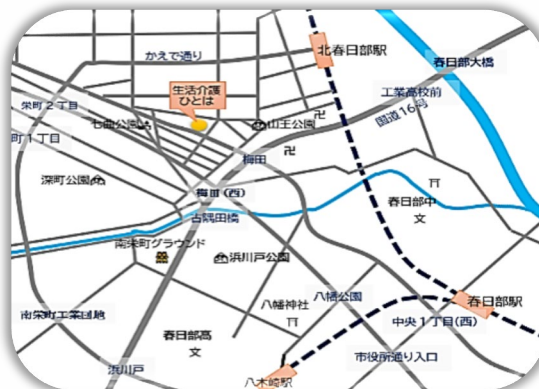 かえで通り
北春日部駅
春日部大橋
生活介護
ひとは
工業高校前
国道16号
栄町2丁目
七曲公園
山王公園
町1丁目
梅田
深町公園
梅田(西)
古隅田橋
春日部中
文
南栄町グラウンド
浜川戸公園
八幡神社
八幡公園
春日部駅
南栄町工業団地
中央1丁目(西)
春日部高
文
市役所通り入口
浜川戸
八木崎駅